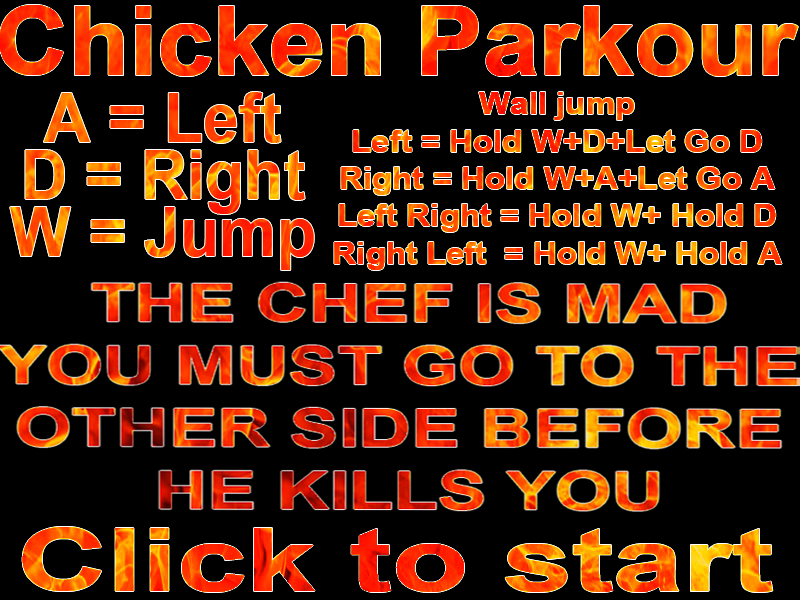 Chicken Parkour
A = Left
D = Right
W = Jump
Wall jump
Left = Hold W+D+Let Go D
Right = Hold W+A+Let Go A
Left Right = Hold W+ Hold D
Right Left  = Hold W+ Hold A
THE CHEF IS MAD
YOU MUST GO TO THE
OTHER SIDE BEFORE
HE KILLS YOU
Click to start